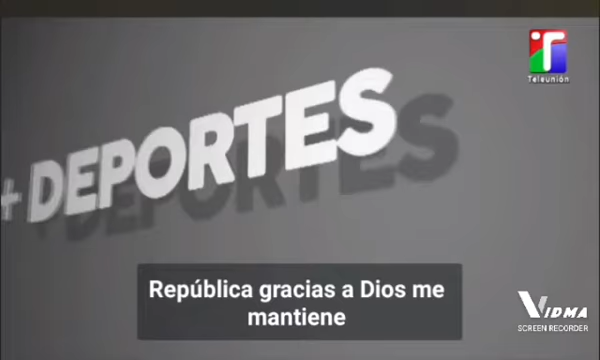 Teleunión
+ DEPORTES
República gracias a Dios me
mantiene
VIDMA
SCREEN RECORDER